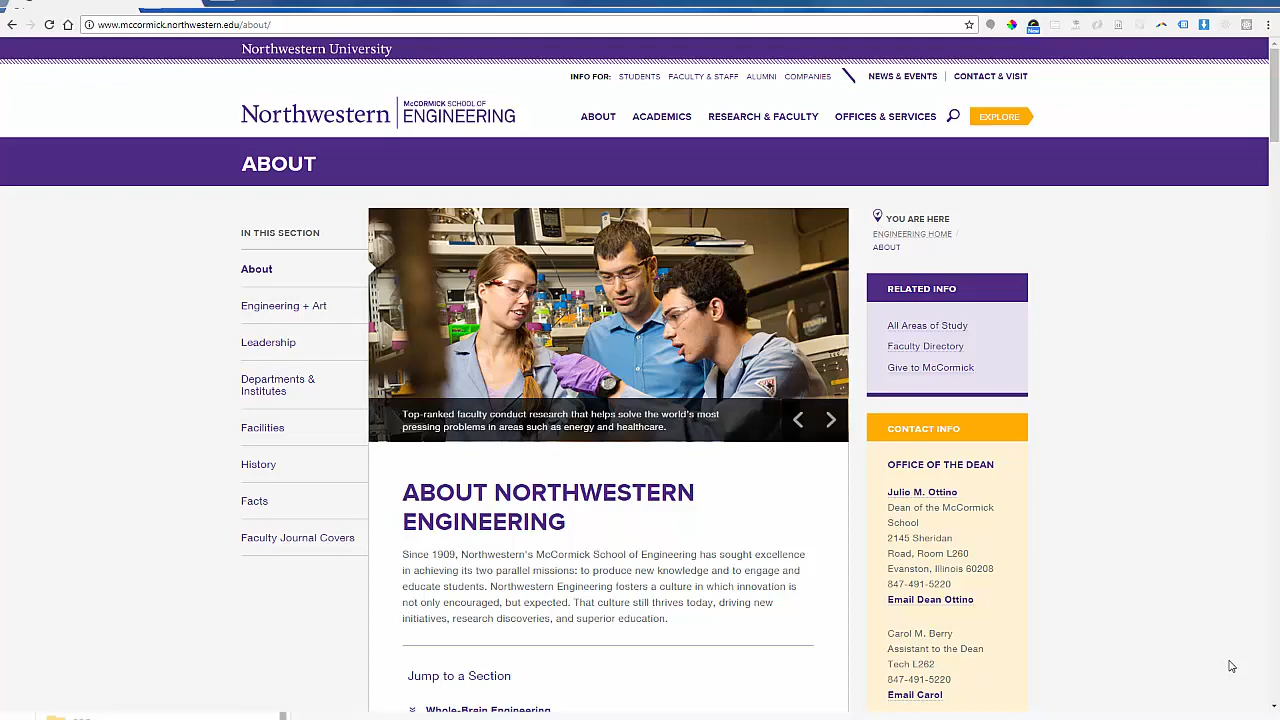 www.mccormick.northwestern.edu/about/
New
Northwestern University
INFO FOR: STUDENTS FACULTY & STAFF ALUMNI COMPANIES NEWS & EVENTS CONTACT & VISIT
Northwestern McCORMICK SCHOOL OF
ENGINEERING
ABOUT ACADEMICS RESEARCH & FACULTY OFFICES & SERVICES EXPLORE
ABOUT
IN THIS SECTION
About
Engineering + Art
Leadership
Departments &
Institutes
Facilities
History
Facts
Faculty Journal Covers
Top-ranked faculty conduct research that helps solve the world's most
pressing problems in areas such as energy and healthcare.
ABOUT NORTHWESTERN
ENGINEERING
Since 1909, Northwestern's McCormick School of Engineering has sought excellence
in achieving its two parallel missions: to produce new knowledge and to engage and
educate students. Northwestern Engineering fosters a culture in which innovation is
not only encouraged, but expected. That culture still thrives today, driving new
initiatives, research discoveries, and superior education.
Jump to a Section
Whole-Brain Engineering
YOU ARE HERE
ENGINEERING HOME /
ABOUT
RELATED INFO
All Areas of Study
Faculty Directory
Give to McCormick
CONTACT INFO
OFFICE OF THE DEAN
Julio M. Ottino
Dean of the McCormick
School
2145 Sheridan
Road, Room L260
Evanston, Illinois 60208
847-491-5220
Email Dean Ottino
Carol M. Berry
Assistant to the Dean
Tech L262
847-491-5220
Email Carol